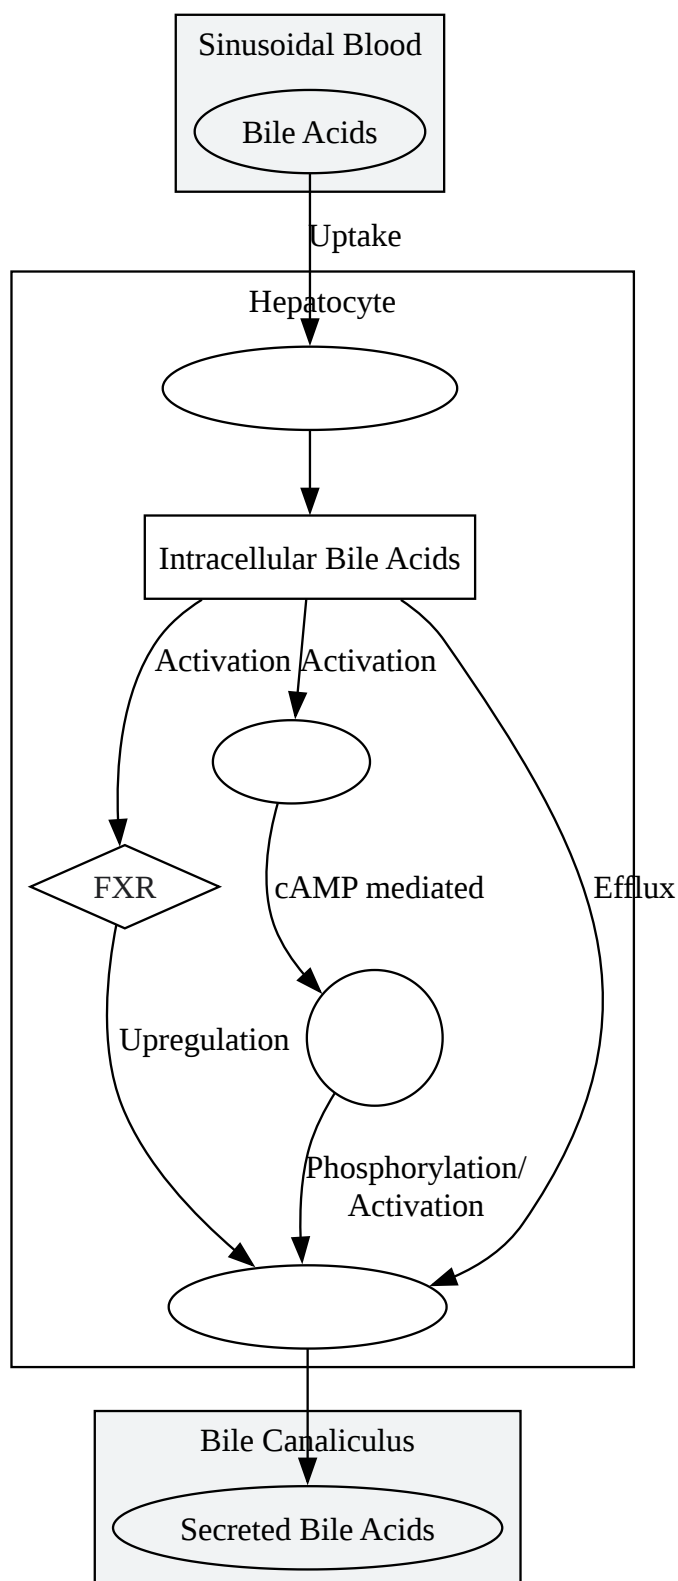 Sinusoidal Blood
Bile Acids
Uptake
Hepatocyte
Intracellular Bile Acids
Activation
Activation
FXR
cAMP mediated
Efflux
Upregulation
Phosphorylation/
Activation
Bile Canaliculus
Secreted Bile Acids